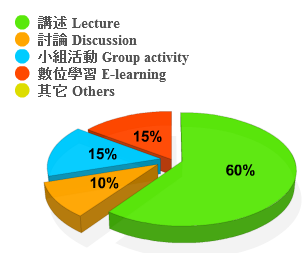 講述 Lecture
討論 Discussion
小組活動 Group activity
數位學習 E-learning
其它 Others
15%
15%
60%
10%